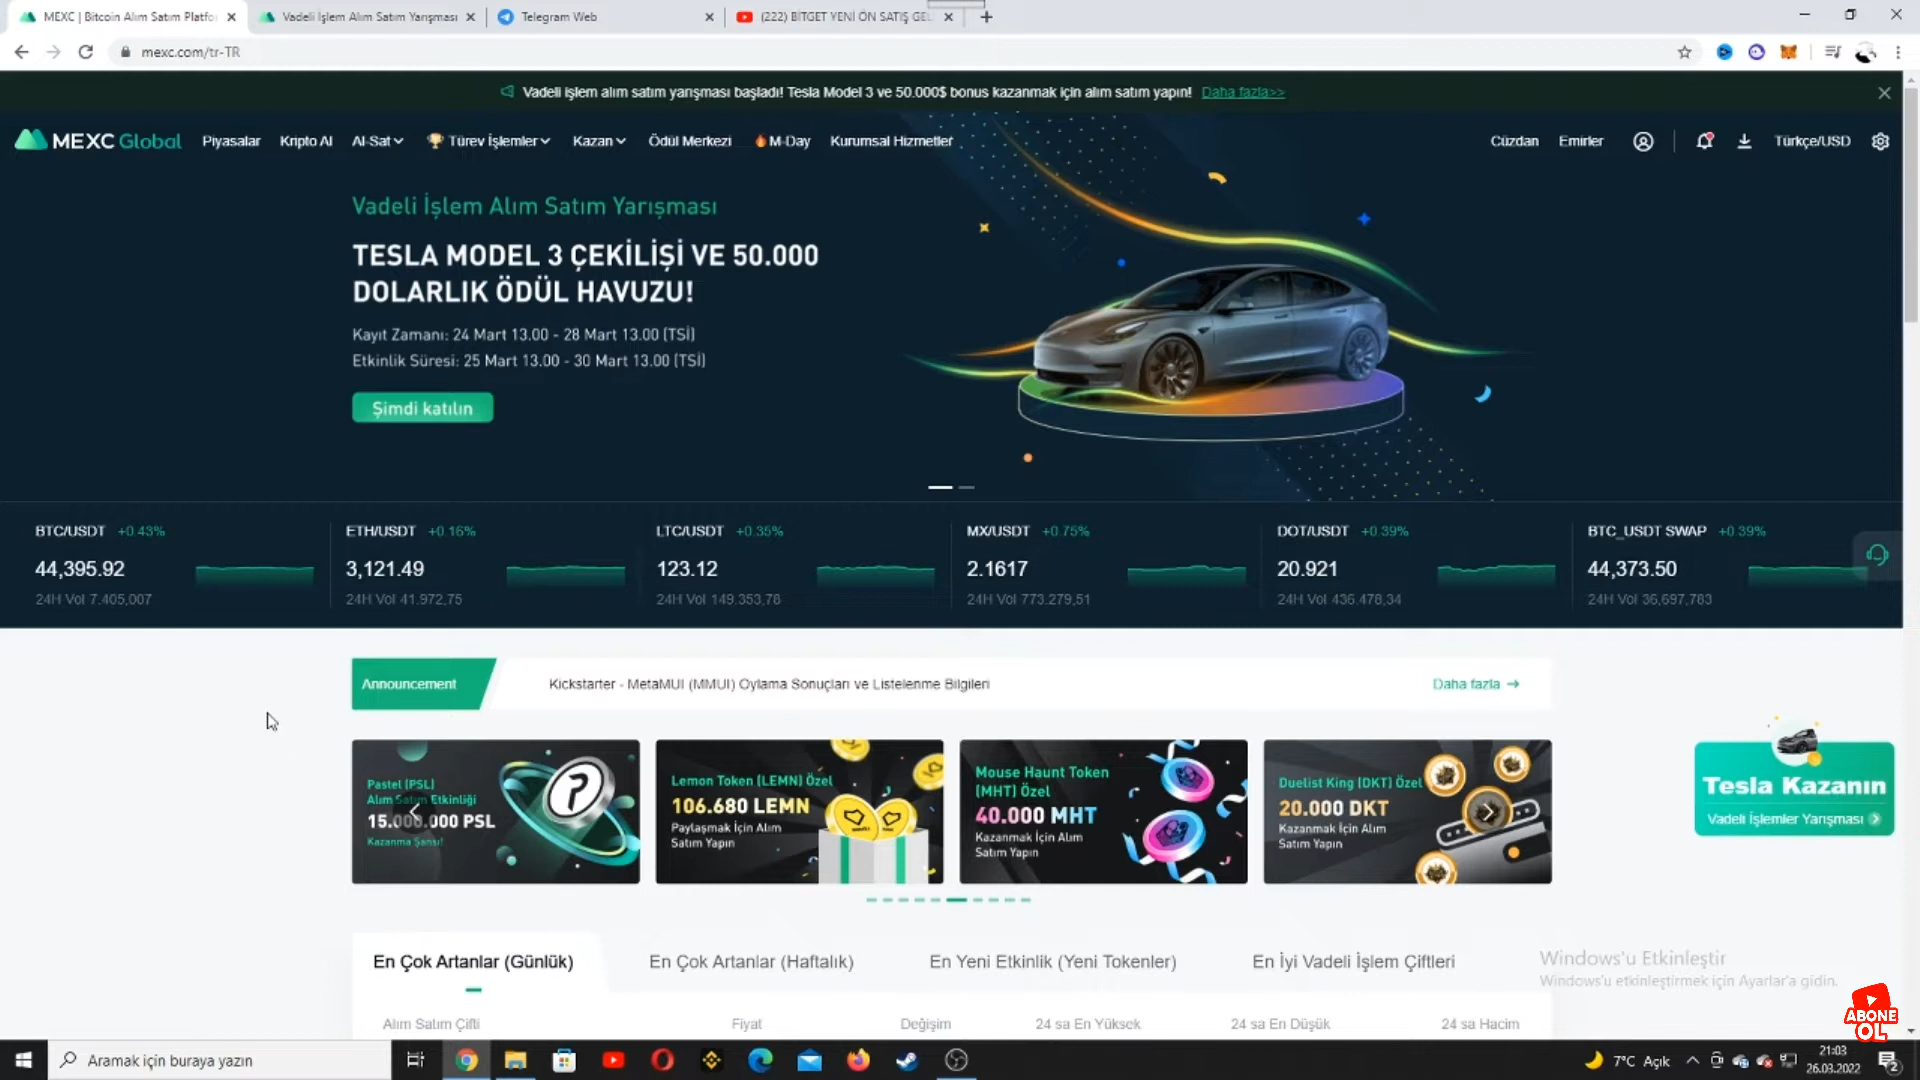 MEXC | Bitcoin Alım Satım Platfo
Vadeli İşlem Alım Satım Yarışması
Telegram Web
(222) BİTGET YENİ ÖN SATIŞ GEL
mexc.com/tr-TR
Vadeli işlem alım satım yarışması başladı! Tesla Model 3 ve 50.000$ bonus kazanmak için alım satım yapın! Daha fazla>>
MEXC Global
Piyasalar
Kripto Al
Al-Sat
Türev İşlemler
Kazan
Ödül Merkezi
M-Day
Kurumsal Hizmetler
Cüzdan
Emirler
Türkçe/USD
Vadeli İşlem Alım Satım Yarışması
TESLA MODEL 3 ÇEKİLİŞİ VE 50.000
DOLARLIK ÖDÜL HAVUZU!
Kayıt Zamanı: 24 Mart 13.00 - 28 Mart 13.00 (TSİ)
Etkinlik Süresi: 25 Mart 13.00 - 30 Mart 13.00 (TSİ)
Şimdi katılın
BTC/USDT +0.43%
44,395.92
24H Vol 7.405,007
ETH/USDT +0.16%
3,121.49
24H Vol 41.972,75
LTC/USDT +0.35%
123.12
24H Vol 149.353,78
MX/USDT +0.75%
2.1617
24H Vol 773.279,51
DOT/USDT +0.39%
20.921
24H Vol 436.478,34
BTC_USDT SWAP +0.39%
44,373.50
24H Vol 36,697,783
Announcement
Kickstarter - MetaMUI (MMUI) Oylama Sonuçları ve Listelenme Bilgileri
Daha fazla
Pastel (PSL)
Alım Satım Etkinliği
15.000.000 PSL
Kazanma Şansı!
Lemon Token (LEMN) Özel
106.680 LEMN
Paylaşmak İçin Alım
Satım Yapın
Mouse Haunt Token
(MHT) Özel
40.000 MHT
Kazanmak İçin Alım
Satım Yapın
Duelist King (DKT) Özel
20.000 DKT
Kazanmak İçin Alım
Satım Yapın
Tesla Kazanın
Vadeli İşlemler Yarışması
En Çok Artanlar (Günlük)
En Çok Artanlar (Haftalık)
En Yeni Etkinlik (Yeni Tokenler)
En İyi Vadeli İşlem Çiftleri
Alım Satım Çifti
Fiyat
Değişim
24 sa En Yüksek
24 sa En Düşük
24 sa Hacim
Windows'u Etkinleştir
Windows'u etkinleştirmek için Ayarlar'a gidin.
ABONE
OL
Aramak için buraya yazın
7°C Açık
21:03
26.03.2022
2